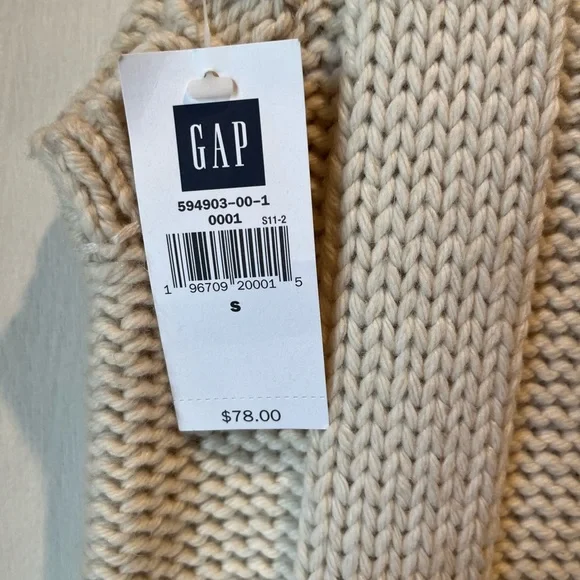 GAP
594903-00-1
0001 S11-2
1 96709 20001 5
S
$78.00